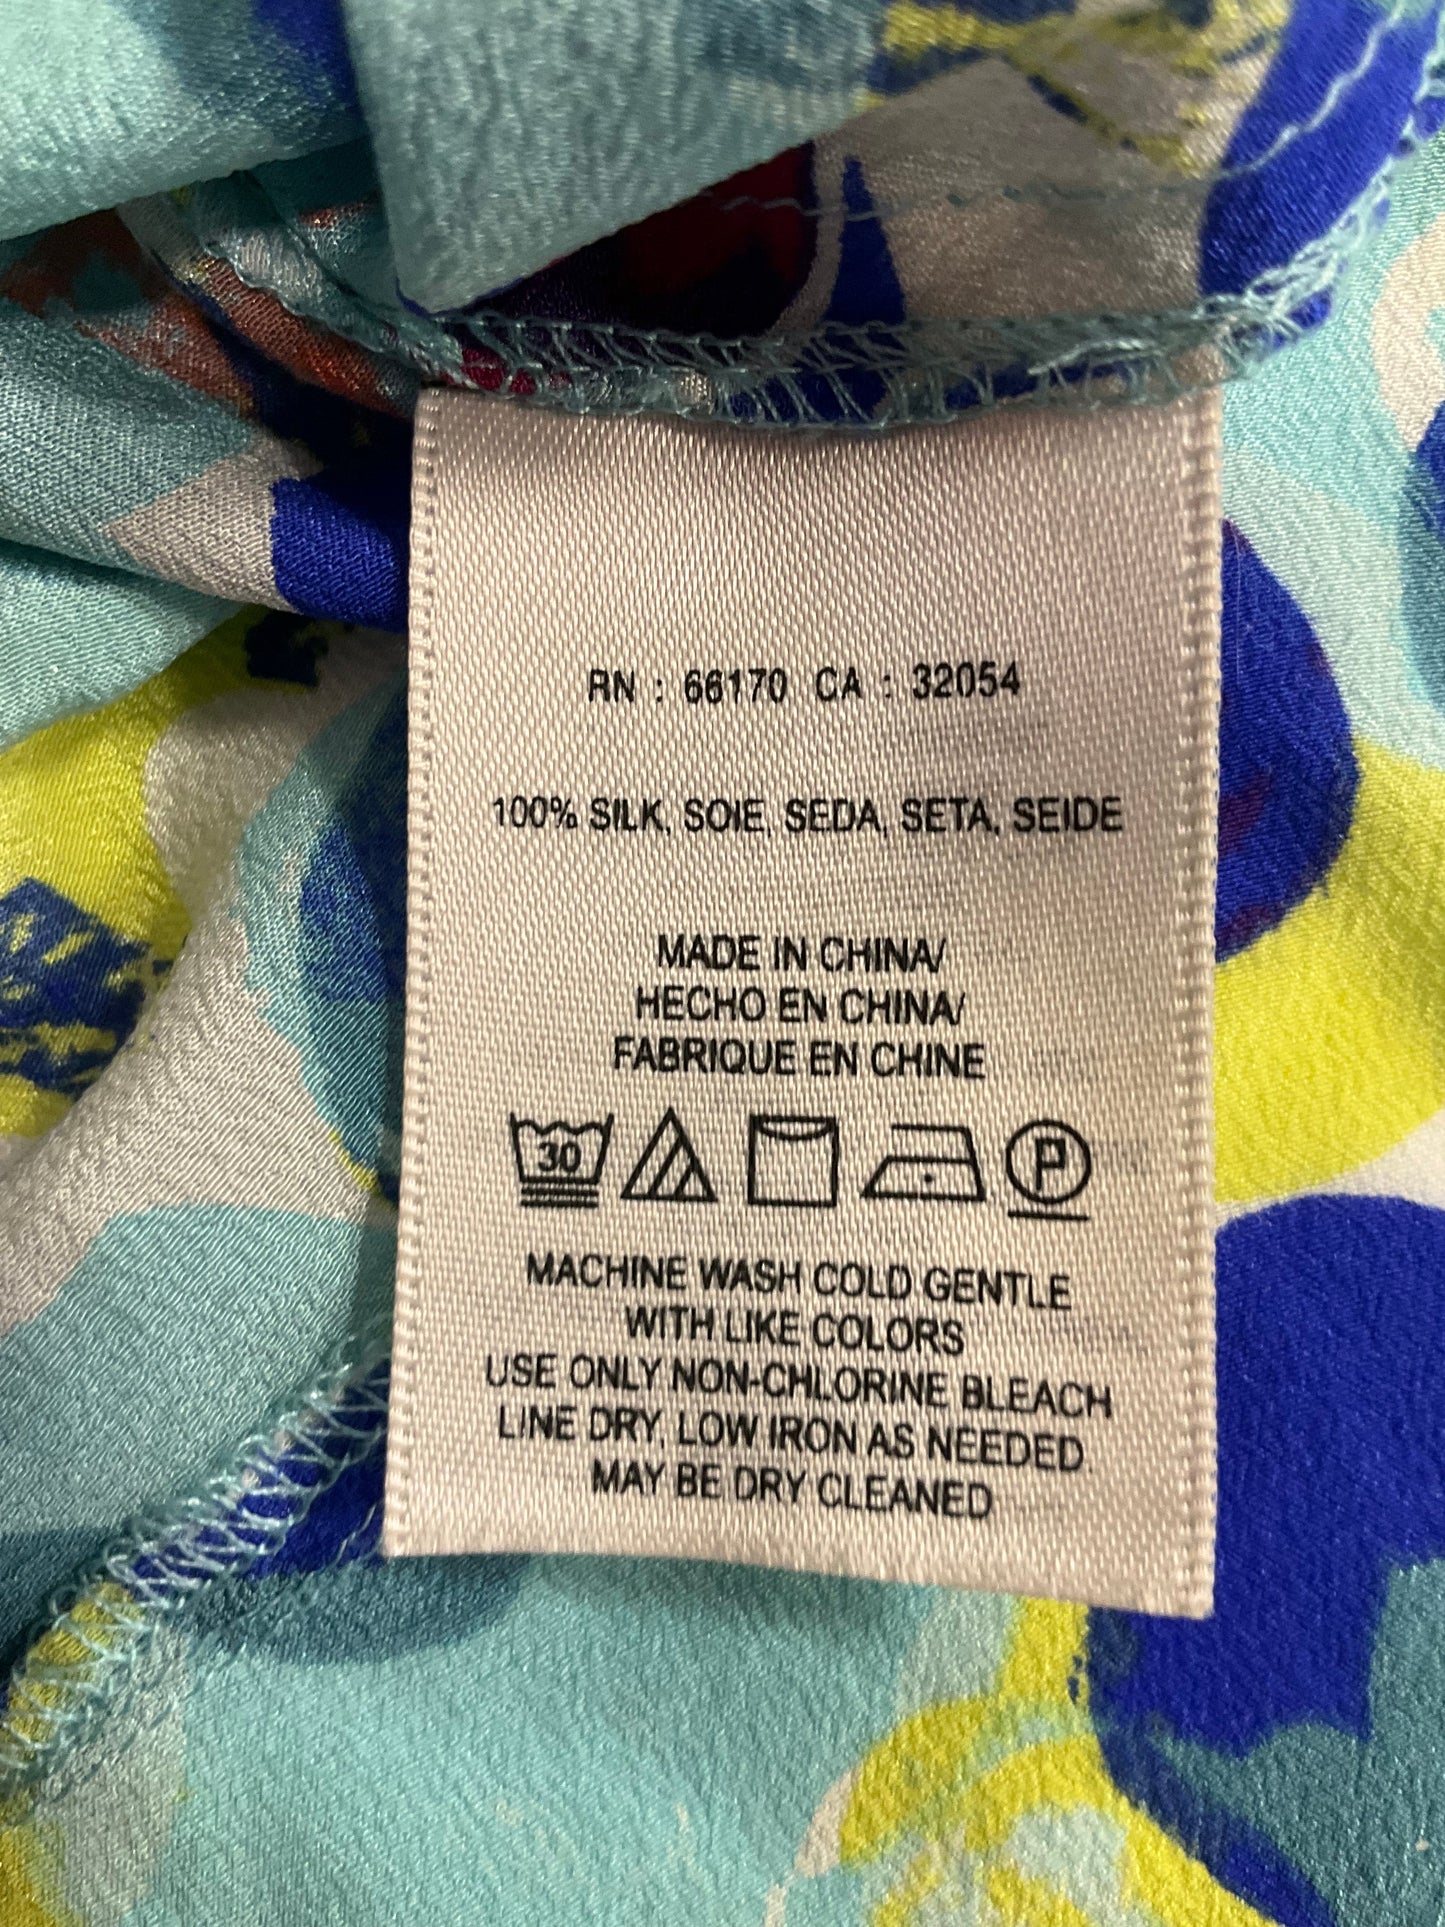 RN : 66170 CA : 32054
100% SILK, SOIE, SEDA, SETA, SEIDE
MADE IN CHINA/
HECHO EN CHINA/
FABRIQUE EN CHINE
30 P
MACHINE WASH COLD GENTLE
WITH LIKE COLORS
USE ONLY NON-CHLORINE BLEACH
LINE DRY, LOW IRON AS NEEDED.
MAY BE DRY CLEANED